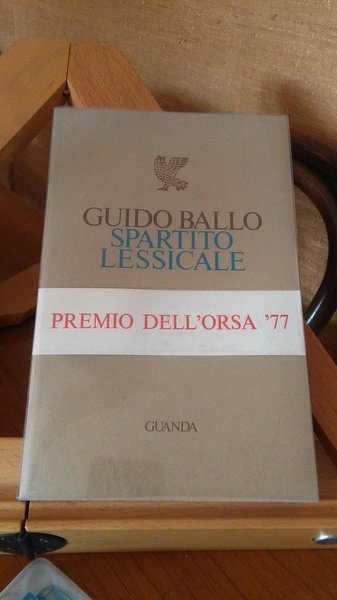 GUIDO BALLO
SPARTITO
LESSICALE
PREMIO DELL'ORSA '77
GUANDA